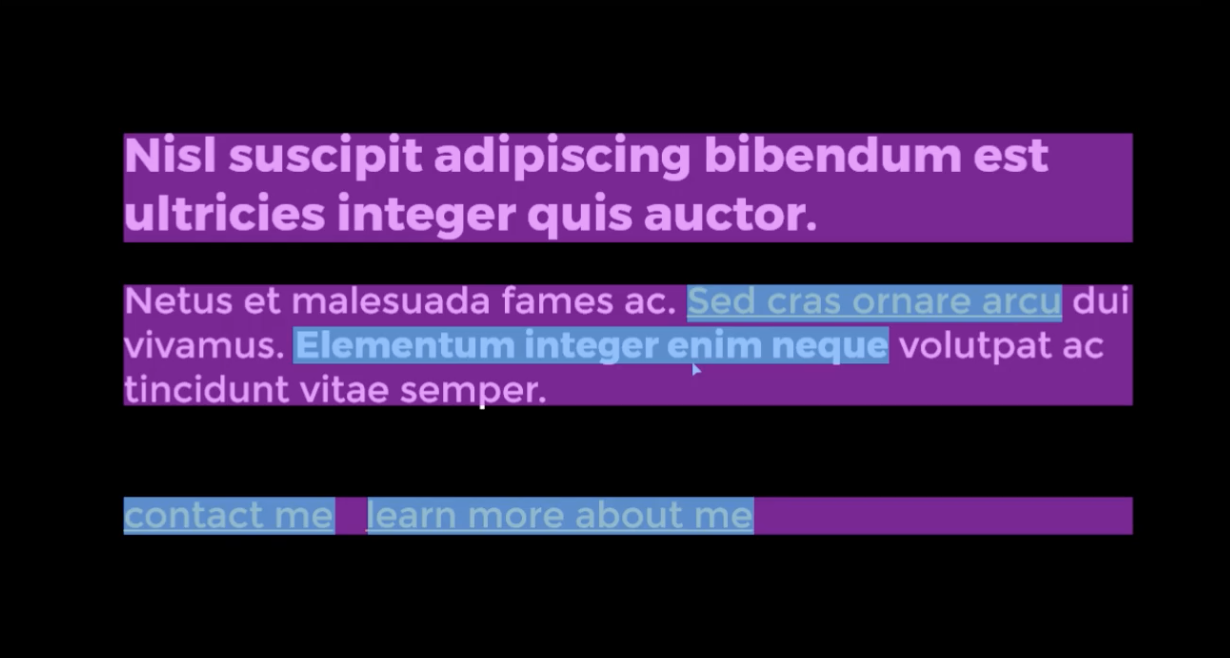 Nisl suscipit adipiscing bibendum est
ultricies integer quis auctor.
Netus et malesuada fames ac. Sed cras ornare arcu dui
vivamus. Elementum integer enim neque volutpat ac
tincidunt vitae semper.
contact me learn more about me